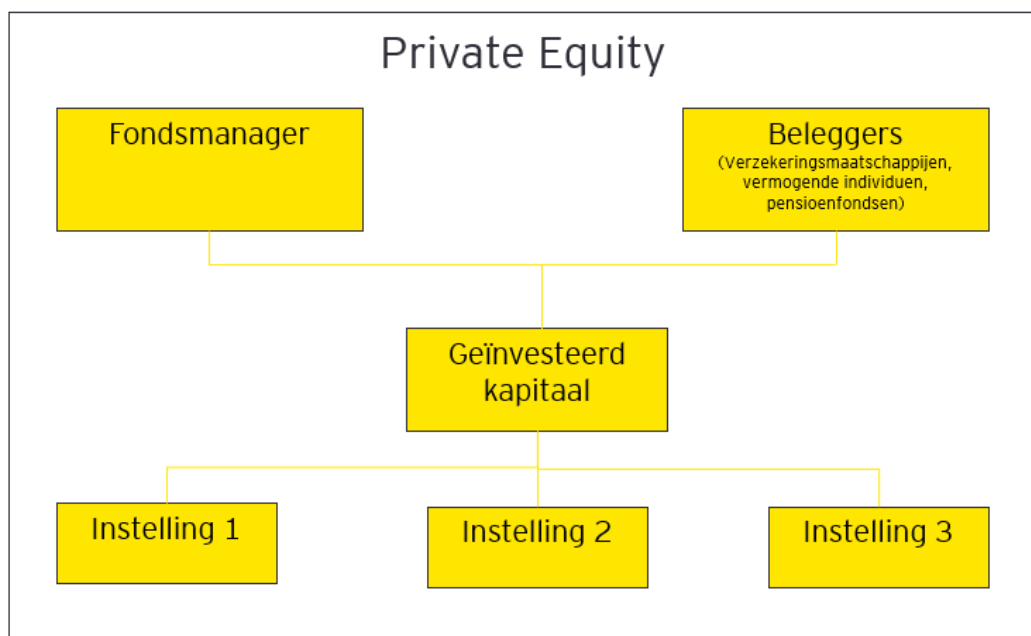 Private Equity
Fondsmanager
Beleggers
(Verzekeringsmaatschappijen,
vermogende individuen,
pensioenfondsen)
Geïnvesteerd
kapitaal
Instelling 1
Instelling 2
Instelling 3